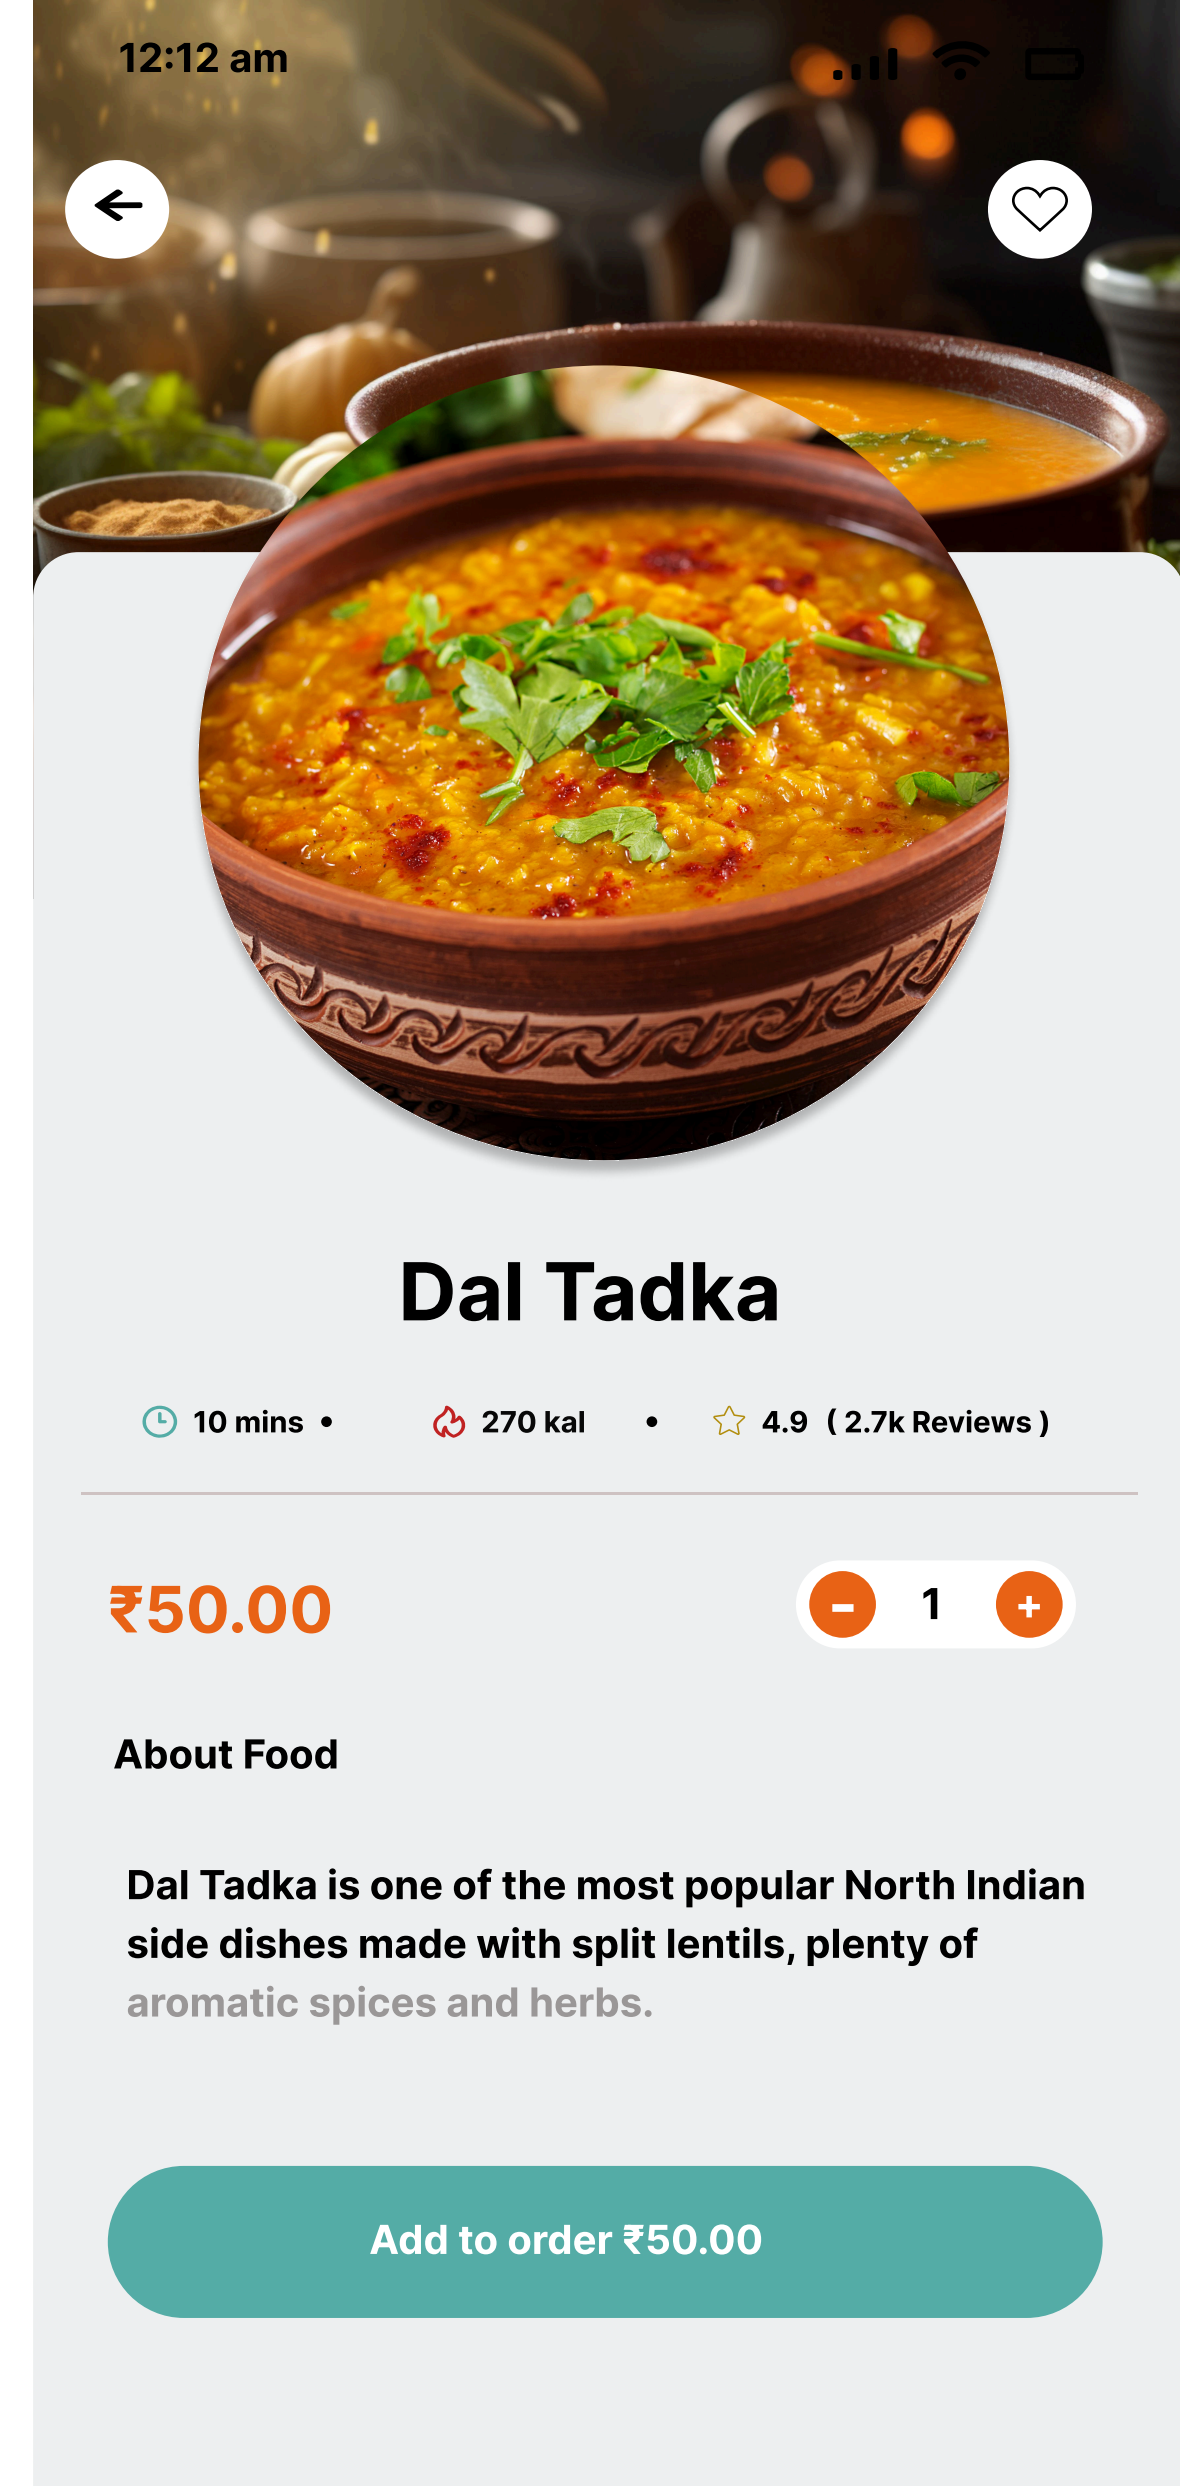 12:12 am
Dal Tadka
10 mins • 270 kal • 4.9 ( 2.7k Reviews )
₹50.00 - 1 +
About Food
Dal Tadka is one of the most popular North Indian
side dishes made with split lentils, plenty of
aromatic spices and herbs.
Add to order ₹50.00